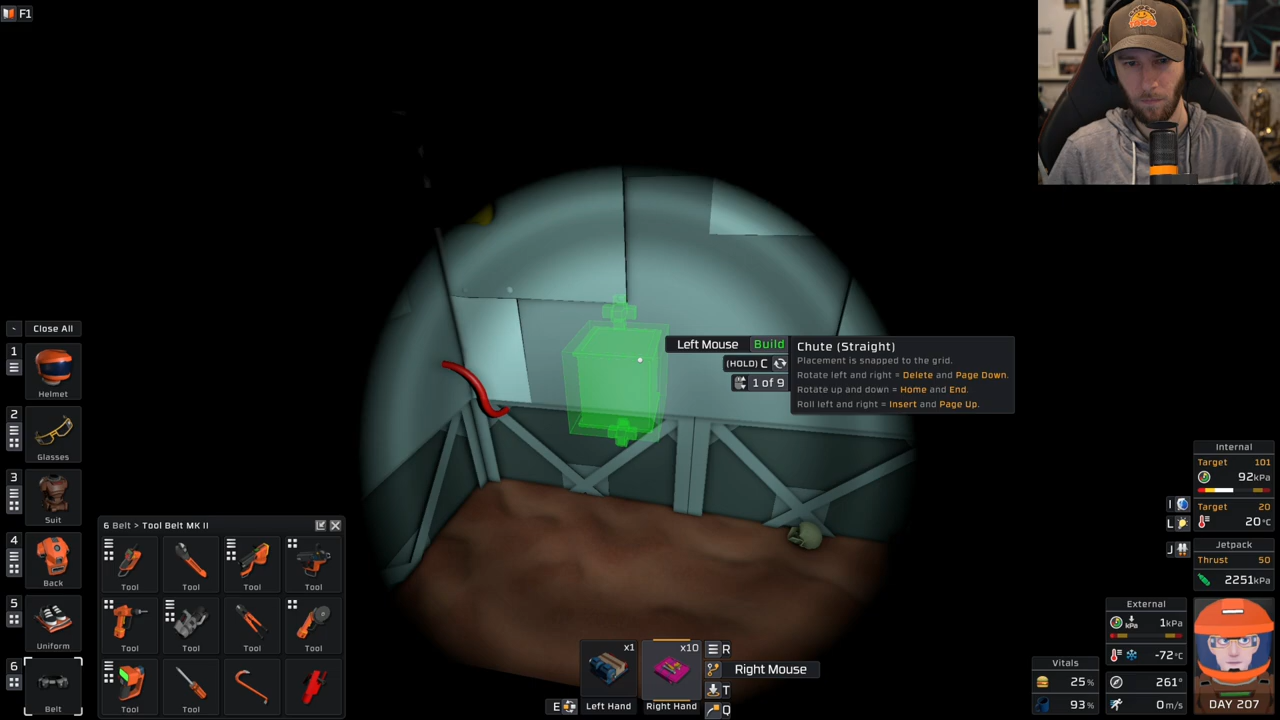 F1
Left Mouse Build
(HOLD) C
1 of 9
Chute (Straight)
Placement is snapped to the grid.
Rotate left and right = Delete and Page Down.
Rotate up and down = Home and End.
Roll left and right = Insert and Page Up.
~ Close All
1
Helmet
2
Glasses
3
Suit
4
Back
5
Uniform
6
Belt
6 Belt > Tool Belt MK II
Tool Tool Tool Tool
Tool Tool Tool Tool
Tool Tool Tool Tool
x1
x10
R
Right Mouse
T
E
Left Hand
Right Hand
Q
Internal
Target 101
92kPa
Target 20
20°C
I
L
J
Jetpack
Thrust 50
2251kPa
External
kPa
1kPa
-72°C
261°
0m/s
Vitals
25%
93%
DAY 207